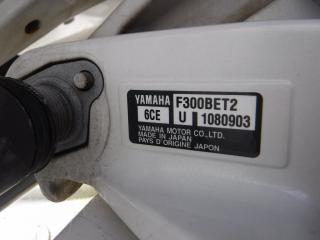 YAMAHA F300BET2
6CE U 1080903
YAMAHA MOTOR CO.,LTD.
MADE IN JAPAN
PAYS D'ORIGINE JAPON